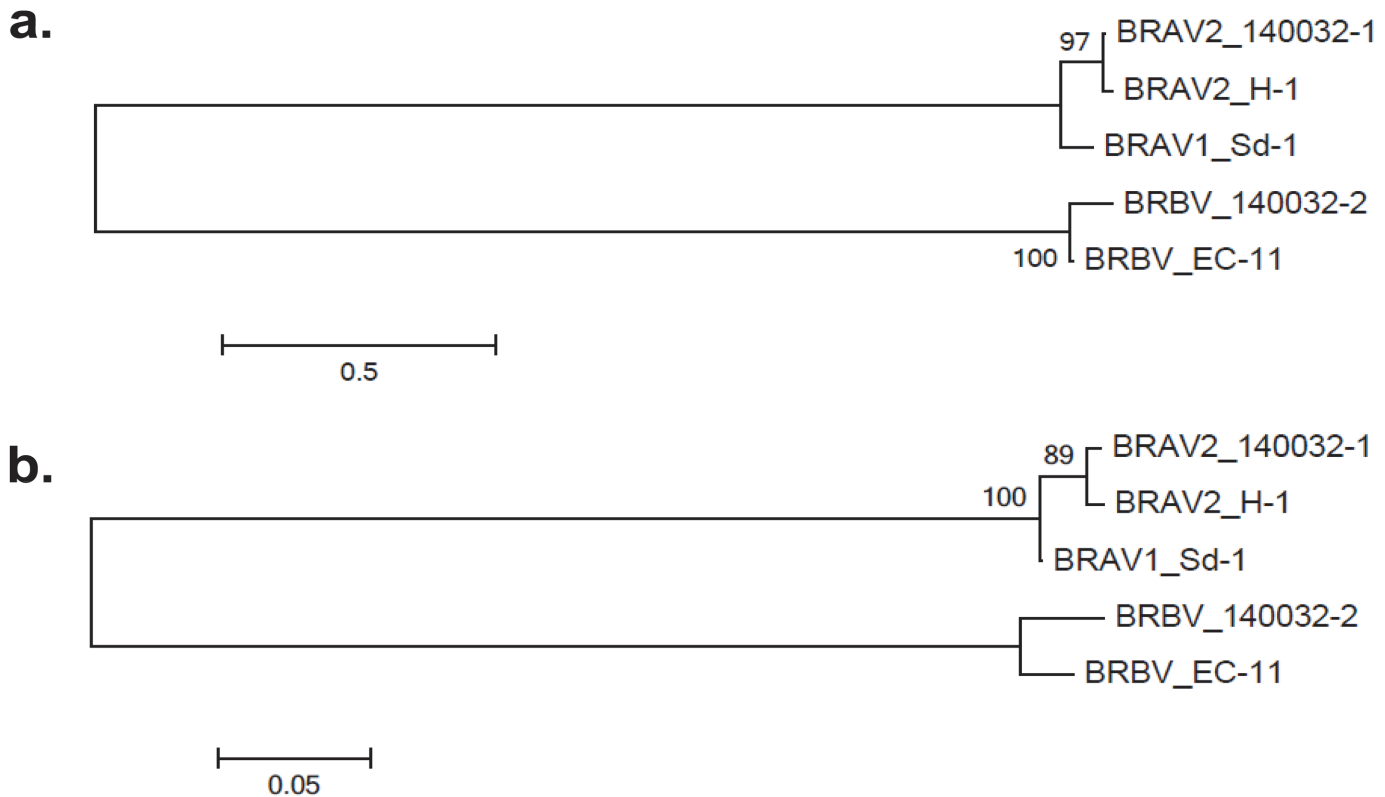 a.
97
BRAV2_140032-1
BRAV2_H-1
BRAV1_Sd-1
BRBV_140032-2
100
BRBV_EC-11
0.5
b.
89
BRAV2_140032-1
100
BRAV2_H-1
BRAV1_Sd-1
BRBV_140032-2
BRBV_EC-11
0.05